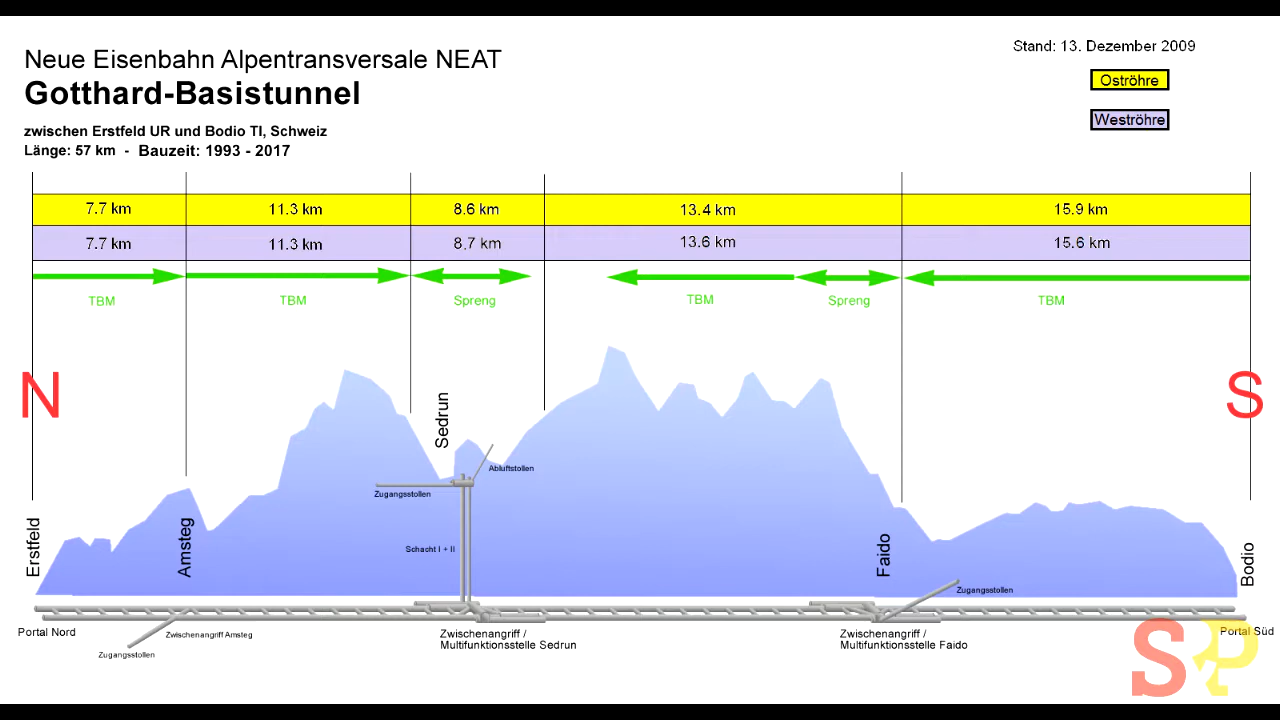 Neue Eisenbahn Alpentransversale NEAT
Gotthard-Basistunnel
zwischen Erstfeld UR und Bodio TI, Schweiz
Länge: 57 km - Bauzeit: 1993 - 2017
Stand: 13. Dezember 2009
Oströhre
Weströhre
7.7 km 11.3 km 8.6 km 13.4 km 15.9 km
7.7 km 11.3 km 8.7 km 13.6 km 15.6 km
TBM TBM Spreng TBM Spreng TBM
N
S
Sedrun
Abluftstollen
Zugangsstollen
Schacht I + II
Erstfeld
Amsteg
Faido
Bodio
Zugangsstollen
Portal Nord
Zwischenangriff Amsteg
Zugangsstollen
Zwischenangriff /
Multifunktionsstelle Sedrun
Zwischenangriff /
Multifunktionsstelle Faido
Portal Süd
SRP